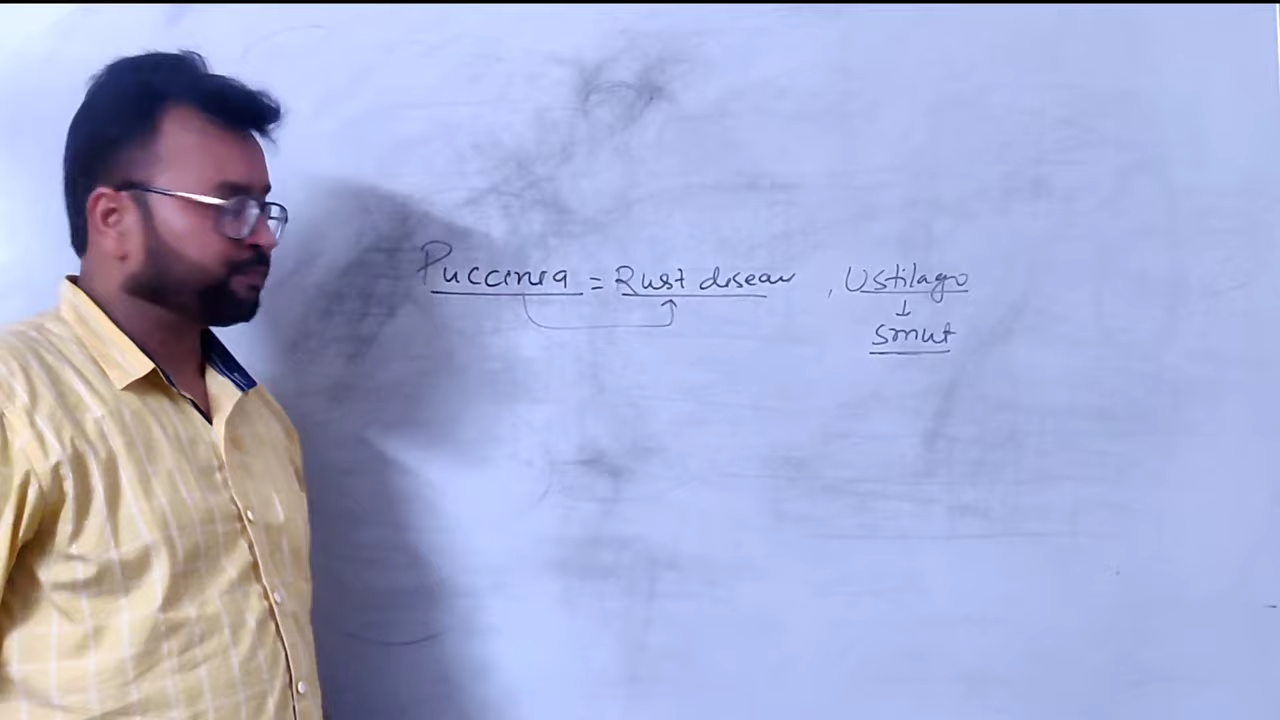 Puccinia = Rust disease, Ustilago
↓
smut